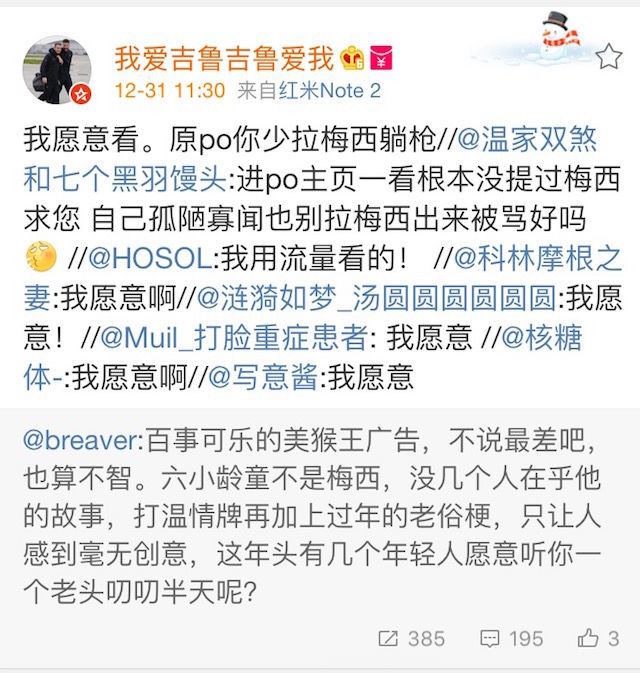 我爱吉鲁吉鲁爱我
12-31 11:30 来自红米Note 2
我愿意看。原po你少拉梅西躺枪//@温家双煞
和七个黑羽馒头:进po主页一看根本没提过梅西
求您 自己孤陋寡闻也别拉梅西出来被骂好吗
//@HOSOL:我用流量看的！ //@科林摩根之
妻:我愿意啊//@涟漪如梦_汤圆圆圆圆圆圆:我愿
意！//@Muil_打脸重症患者: 我愿意 //@核糖
体-:我愿意啊//@写意酱:我愿意
@breaver:百事可乐的美猴王广告，不说最差吧，
也算不智。六小龄童不是梅西，没几个人在乎他
的故事，打温情牌再加上过年的老俗梗，只让人
感到毫无创意，这年头有几个年轻人愿意听你一
个老头叨叨半天呢？
385 195 3